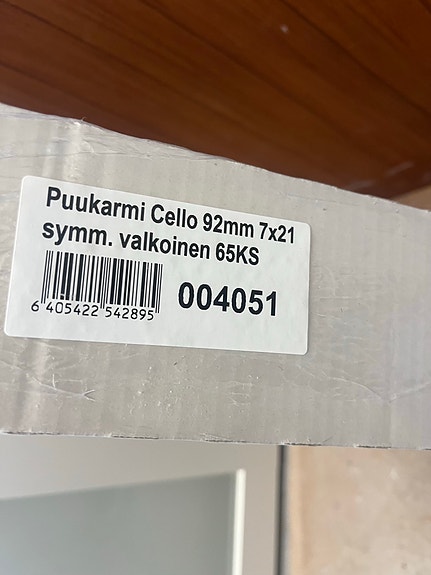 Puukarmi Cello 92mm 7x21
symm. valkoinen 65KS
004051
6 405422 542895